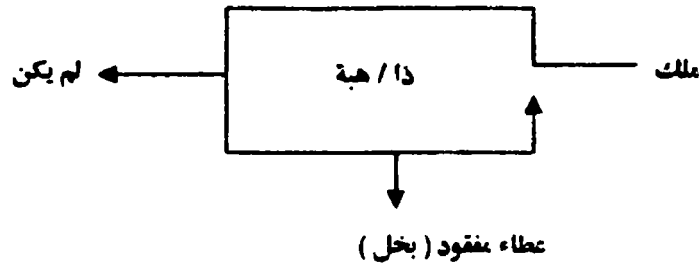 ملك
ذا / هبة
لم يكن
عطاء مفقود ( بخل )